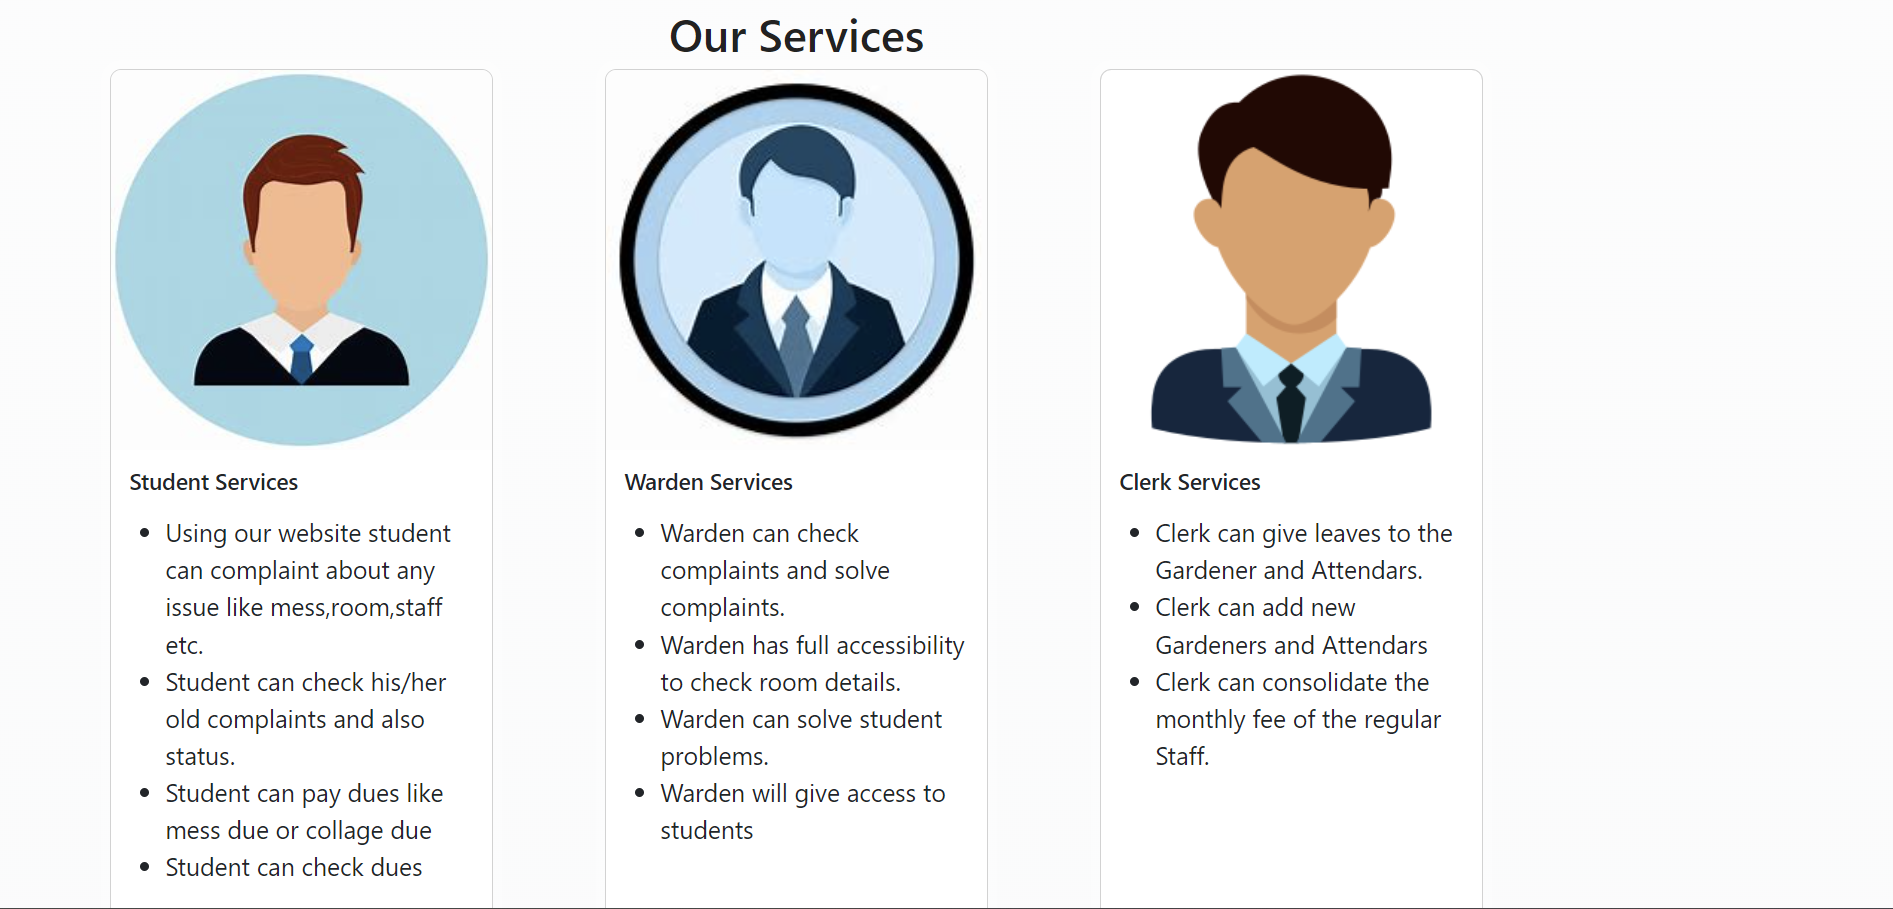 Our Services
Student Services
Using our website student
can complaint about any
issue like mess,room,staff
etc.
Student can check his/her
old complaints and also
status.
Student can pay dues like
mess due or collage due
Student can check dues
Warden Services
Warden can check
complaints and solve
complaints.
Warden has full accessibility
to check room details.
Warden can solve student
problems.
Warden will give access to
students
Clerk Services
Clerk can give leaves to the
Gardener and Attendars.
Clerk can add new
Gardeners and Attendars
Clerk can consolidate the
monthly fee of the regular
Staff.